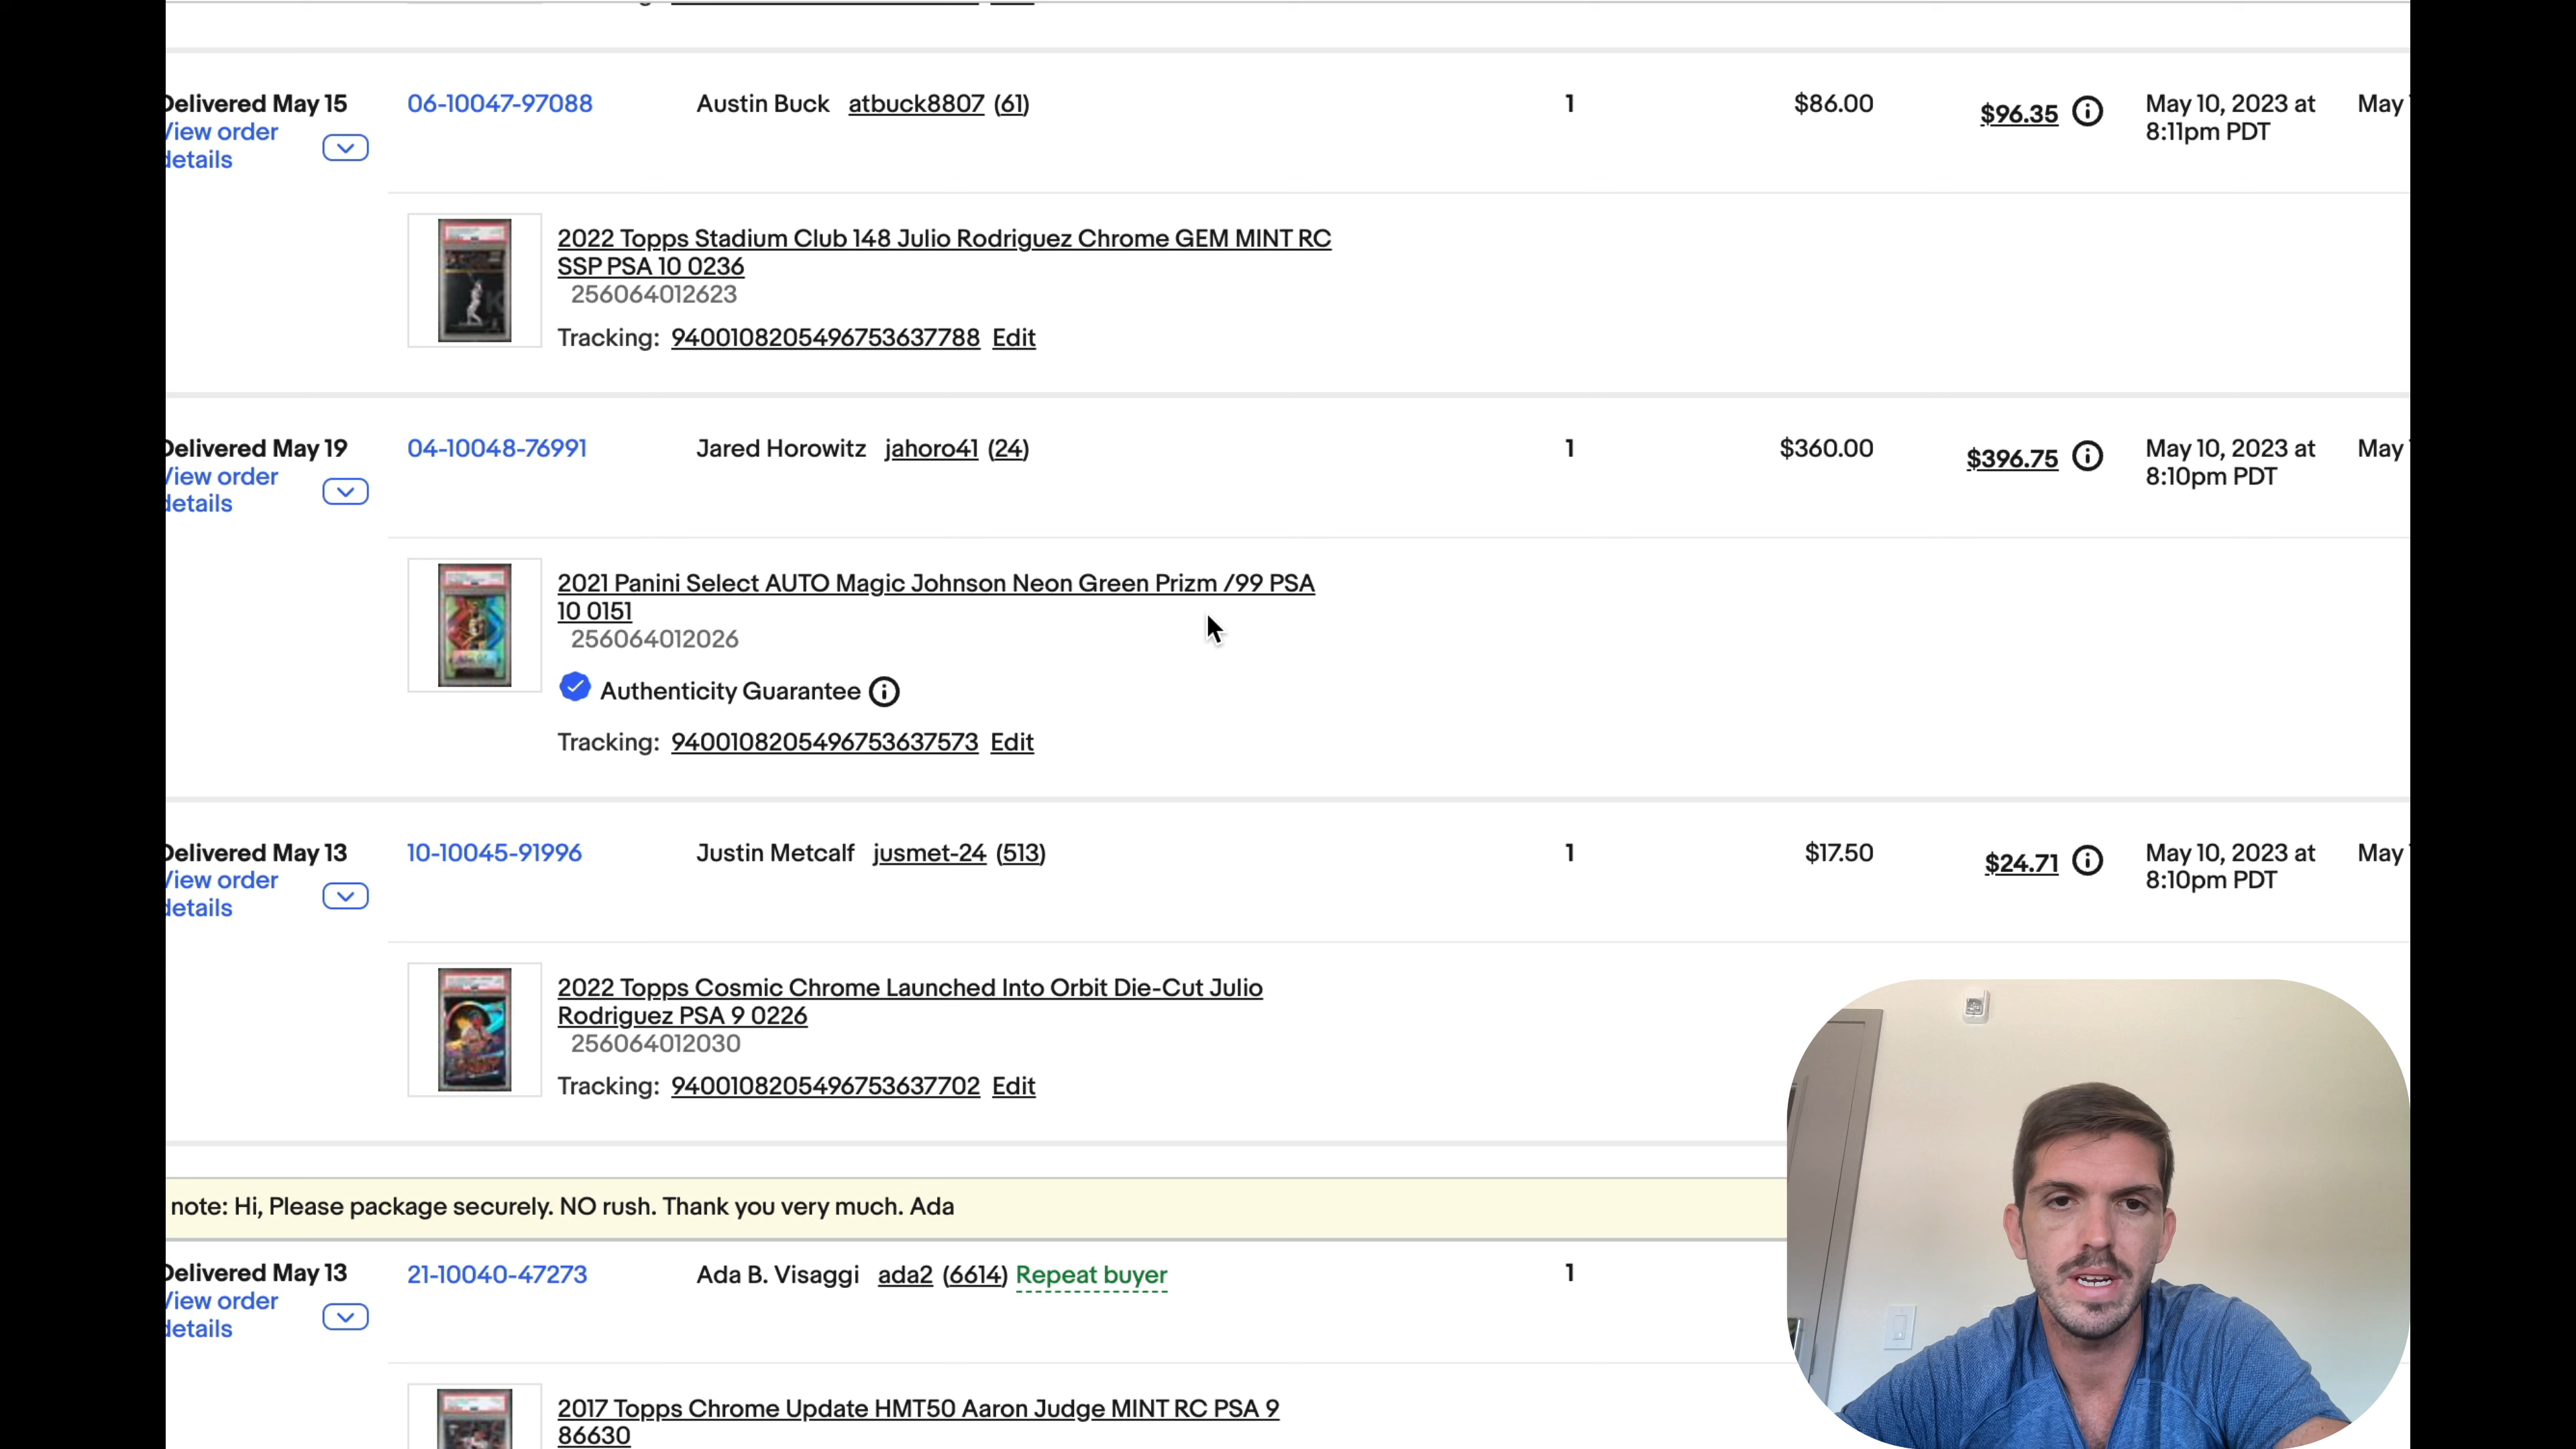 Delivered May 15 06-10047-97088 Austin Buck atbuck8807 (61) 1 $86.00 $96.35 May 10, 2023 at May
View order 8:11pm PDT
details
2022 Topps Stadium Club 148 Julio Rodriguez Chrome GEM MINT RC
SSP PSA 10 0236
256064012623
Tracking: 9400108205496753637788 Edit
Delivered May 19 04-10048-76991 Jared Horowitz jahoro41 (24) 1 $360.00 $396.75 May 10, 2023 at May
View order 8:10pm PDT
details
2021 Panini Select AUTO Magic Johnson Neon Green Prizm /99 PSA
10 0151
256064012026
Authenticity Guarantee
Tracking: 9400108205496753637573 Edit
Delivered May 13 10-10045-91996 Justin Metcalf jusmet-24 (513) 1 $17.50 $24.71 May 10, 2023 at May
View order 8:10pm PDT
details
2022 Topps Cosmic Chrome Launched Into Orbit Die-Cut Julio
Rodriguez PSA 9 0226
256064012030
Tracking: 9400108205496753637702 Edit
note: Hi, Please package securely. NO rush. Thank you very much. Ada
Delivered May 13 21-10040-47273 Ada B. Visaggi ada2 (6614) Repeat buyer 1
View order
details
2017 Topps Chrome Update HMT50 Aaron Judge MINT RC PSA 9
86630